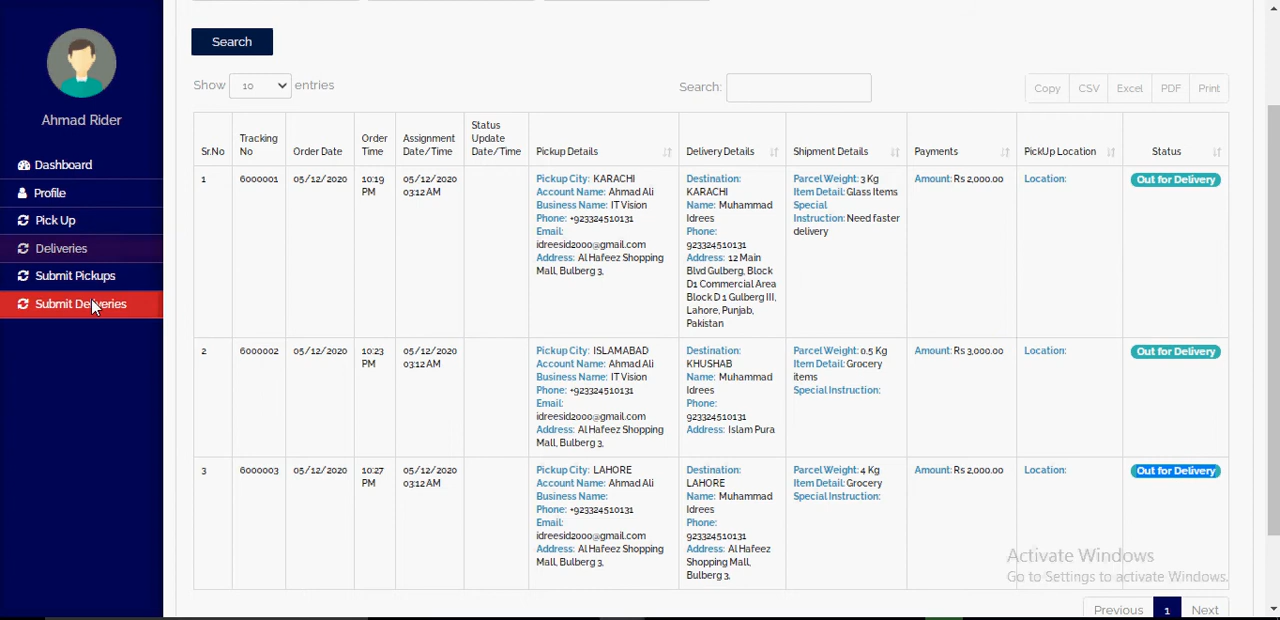 Ahmad Rider
Dashboard
Profile
Pick Up
Deliveries
Submit Pickups
Submit Deliveries
Search
Show 10 entries
Search:
Copy CSV Excel PDF Print
Sr.No
Tracking
No
Order Date
Order
Time
Assignment
Date/Time
Status
Update
Date/Time
Pickup Details
Delivery Details
Shipment Details
Payments
PickUp Location
Status
1
6000001
05/12/2020
10:19
PM
05/12/2020
03:12 AM
Pickup City: KARACHI
Account Name: Ahmad Ali
Business Name: IT Vision
Phone: +923324510131
Email:
idreesid2000@gmail.com
Address: Al Hafeez Shopping
Mall, Bulberg 3,
Destination:
KARACHI
Name: Muhammad
Idrees
Phone:
923324510131
Address: 12 Main
Blvd Gulberg, Block
D1 Commercial Area
Block D 1 Gulberg III,
Lahore, Punjab,
Pakistan
Parcel Weight: 3 Kg
Item Detail: Glass Items
Special
Instruction: Need faster
delivery
Amount: Rs 2,000.00
Location:
Out for Delivery
2
6000002
05/12/2020
10:23
PM
05/12/2020
03:12 AM
Pickup City: ISLAMABAD
Account Name: Ahmad Ali
Business Name: IT Vision
Phone: +923324510131
Email:
idreesid2000@gmail.com
Address: Al Hafeez Shopping
Mall, Bulberg 3,
Destination:
KHUSHAB
Name: Muhammad
Idrees
Phone:
923324510131
Address: Islam Pura
Parcel Weight: 0.5 Kg
Item Detail: Grocery
items
Special Instruction:
Amount: Rs 3,000.00
Location:
Out for Delivery
3
6000003
05/12/2020
10:27
PM
05/12/2020
03:12 AM
Pickup City: LAHORE
Account Name: Ahmad Ali
Business Name:
Phone: +923324510131
Email:
idreesid2000@gmail.com
Address: Al Hafeez Shopping
Mall, Bulberg 3,
Destination:
LAHORE
Name: Muhammad
Idrees
Phone:
923324510131
Address: Al Hafeez
Shopping Mall,
Bulberg 3,
Parcel Weight: 4 Kg
Item Detail: Grocery
Special Instruction:
Amount: Rs 2,000.00
Location:
Out for Delivery
Activate Windows
Go to Settings to activate Windows.
Previous 1 Next